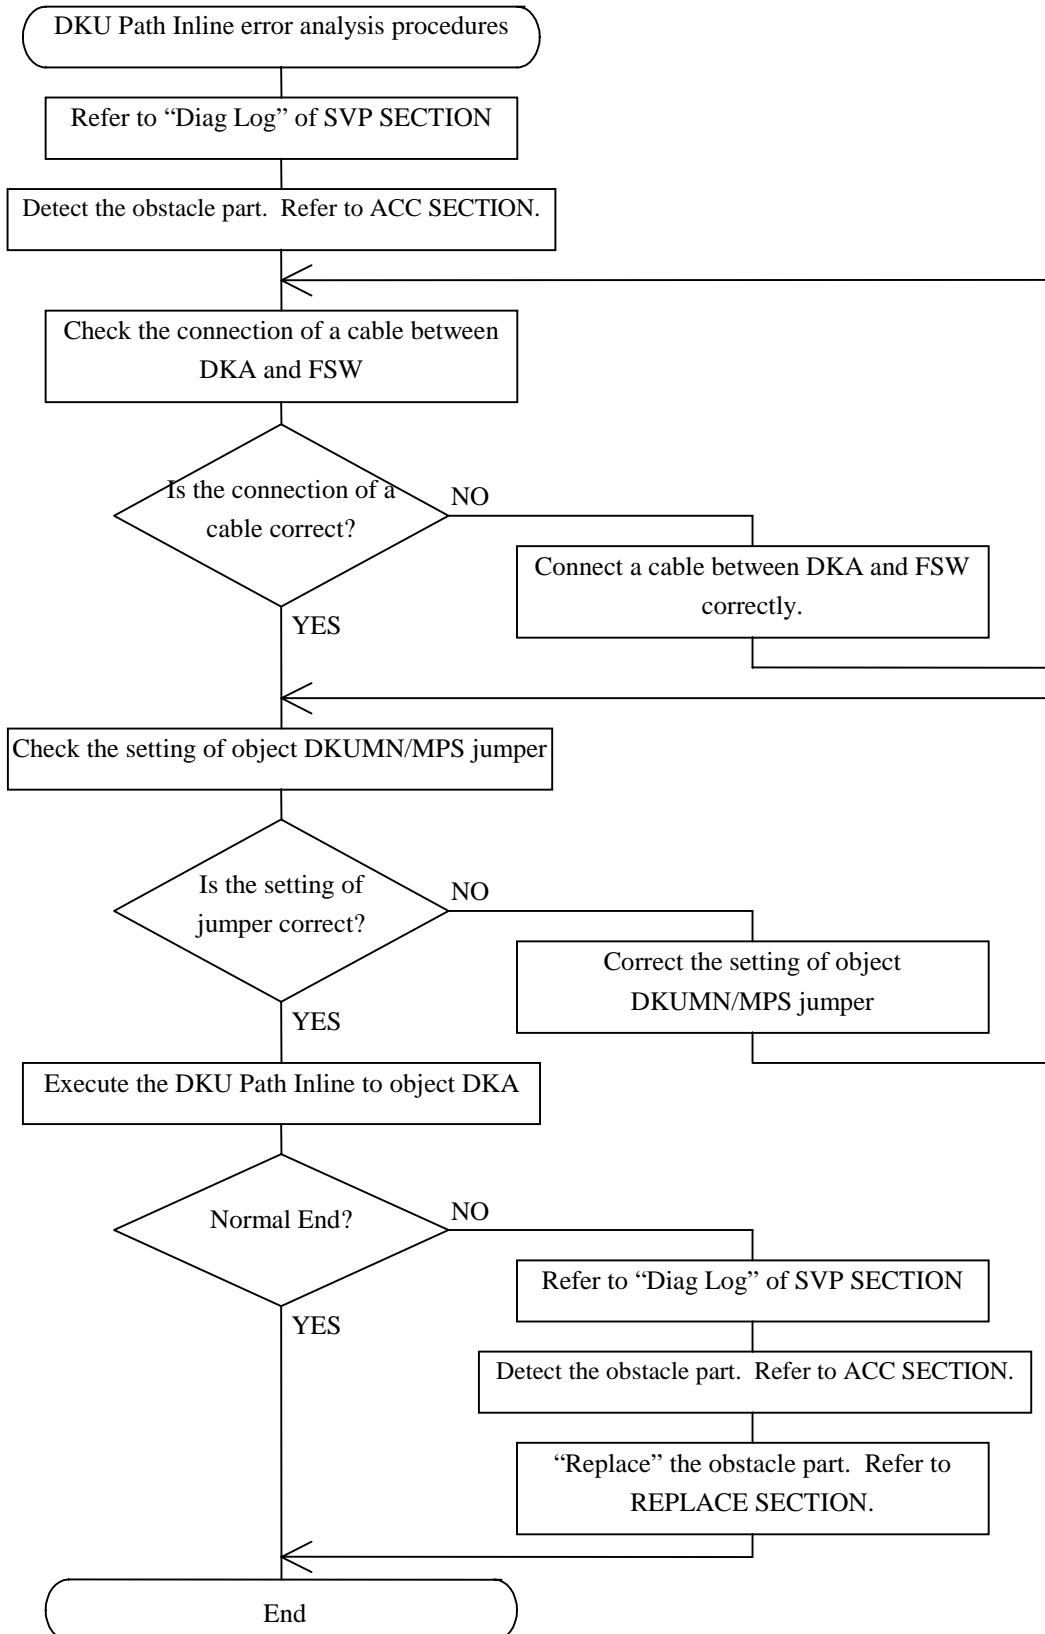 DKU Path Inline error analysis procedures
Refer to “Diag Log” of SVP SECTION
Detect the obstacle part.  Refer to ACC SECTION.
Check the connection of a cable between
DKA and FSW
Is the connection of a
cable correct?
NO
Connect a cable between DKA and FSW
correctly.
YES
Check the setting of object DKUMN/MPS jumper
Is the setting of
jumper correct?
NO
Correct the setting of object
DKUMN/MPS jumper
YES
Execute the DKU Path Inline to object DKA
Normal End?
NO
Refer to “Diag Log” of SVP SECTION
YES
Detect the obstacle part.  Refer to ACC SECTION.
“Replace” the obstacle part.  Refer to
REPLACE SECTION.
End